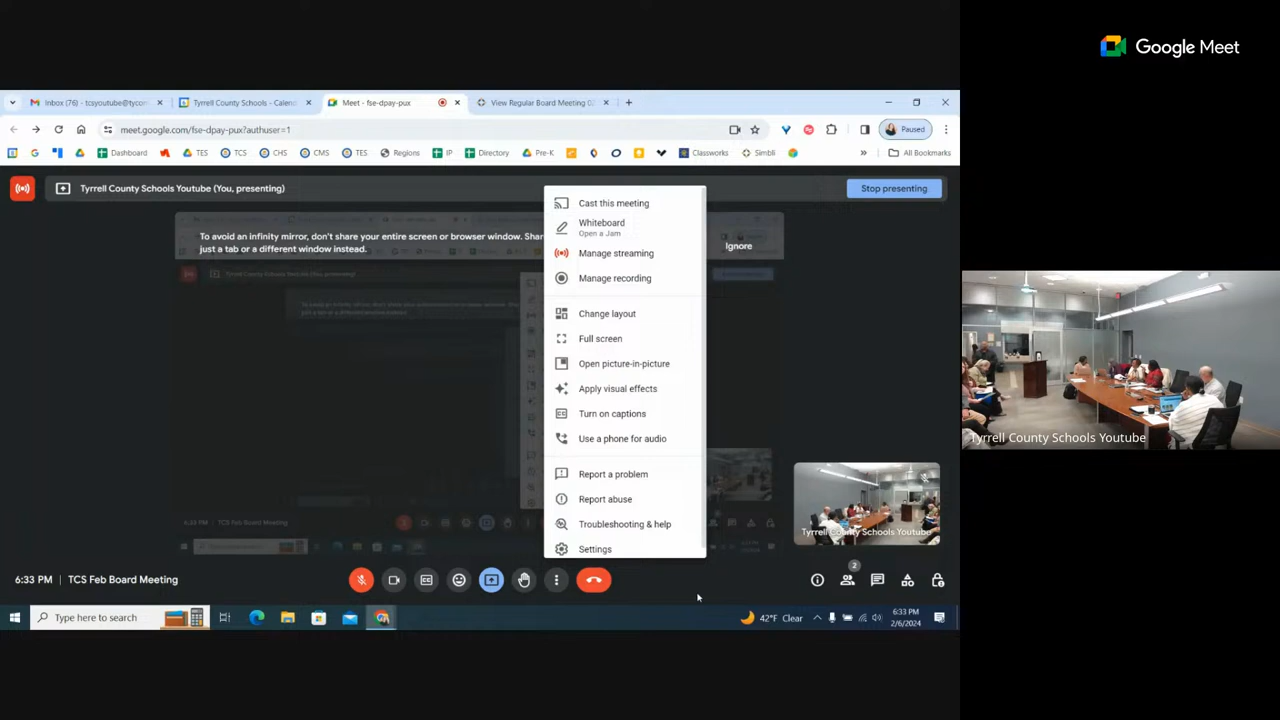 Google Meet
Inbox (76) - tcsyoutube@tycom
Tyrrell County Schools - Calend
Meet - fse-dpay-pux
View Regular Board Meeting 02
meet.google.com/fse-dpay-pux?authuser=1
Paused
Dashboard
TES
TCS
CHS
CMS
TES
Regions
IP
Directory
Pre-K
Classworks
Simbli
All Bookmarks
Tyrrell County Schools Youtube (You, presenting)
Stop presenting
To avoid an infinity mirror, don't share your entire screen or browser window. Shar
just a tab or a different window instead.
Ignore
Cast this meeting
Whiteboard
Open a Jam
Manage streaming
Manage recording
Change layout
Full screen
Open picture-in-picture
Apply visual effects
Turn on captions
Use a phone for audio
Report a problem
Report abuse
Troubleshooting & help
Settings
Tyrrell County Schools Youtube
Tyrrell County Schools Youtube
6:33 PM TCS Feb Board Meeting
2
Type here to search
42°F Clear
6:33 PM
2/6/2024